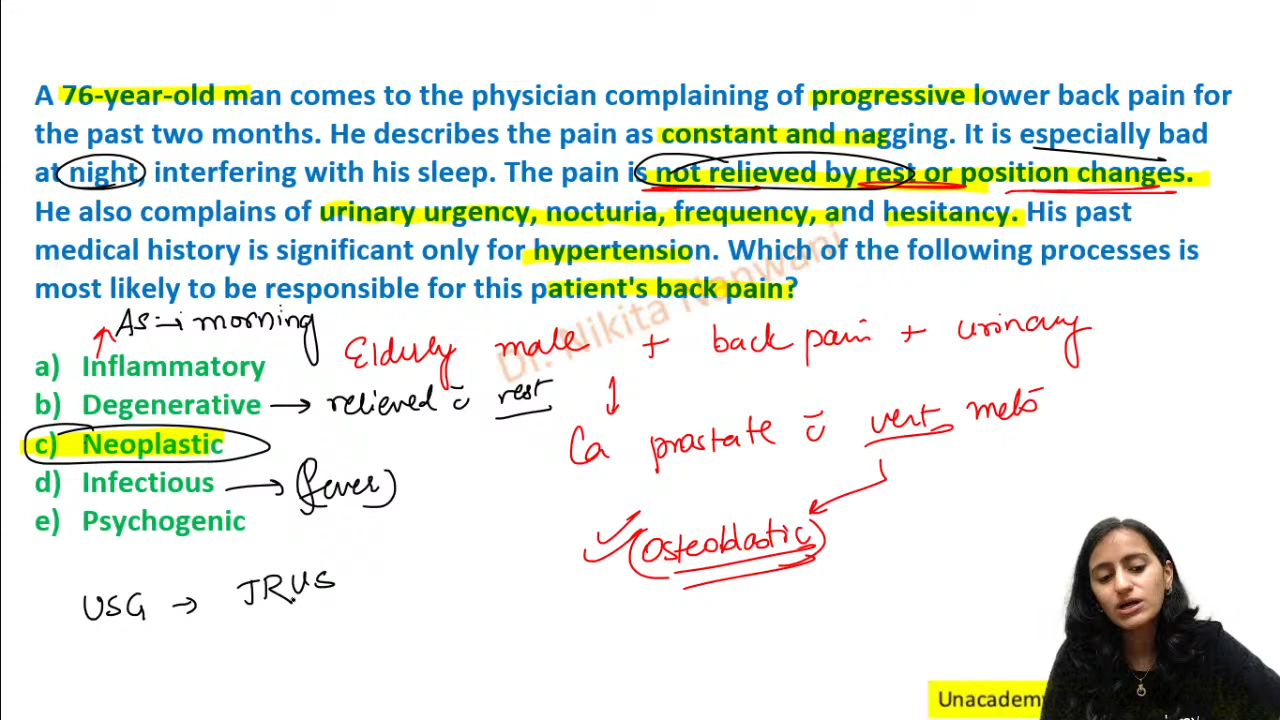 A 76-year-old man comes to the physician complaining of progressive lower back pain for
the past two months. He describes the pain as constant and nagging. It is especially bad
at night, interfering with his sleep. The pain is not relieved by rest or position changes.
He also complains of urinary urgency, nocturia, frequency, and hesitancy. His past
medical history is significant only for hypertension. Which of the following processes is
most likely to be responsible for this patient's back pain?
AS → morning
Elderly male + back pain + urinary
a) Inflammatory
b) Degenerative → relieved c̄ rest
Ca prostate c̄ vert mets
c) Neoplastic
d) Infectious → (fever)
e) Psychogenic
(osteoblastic)
USG → TRUS
Dr. Nikita Nanwani
Unacademy